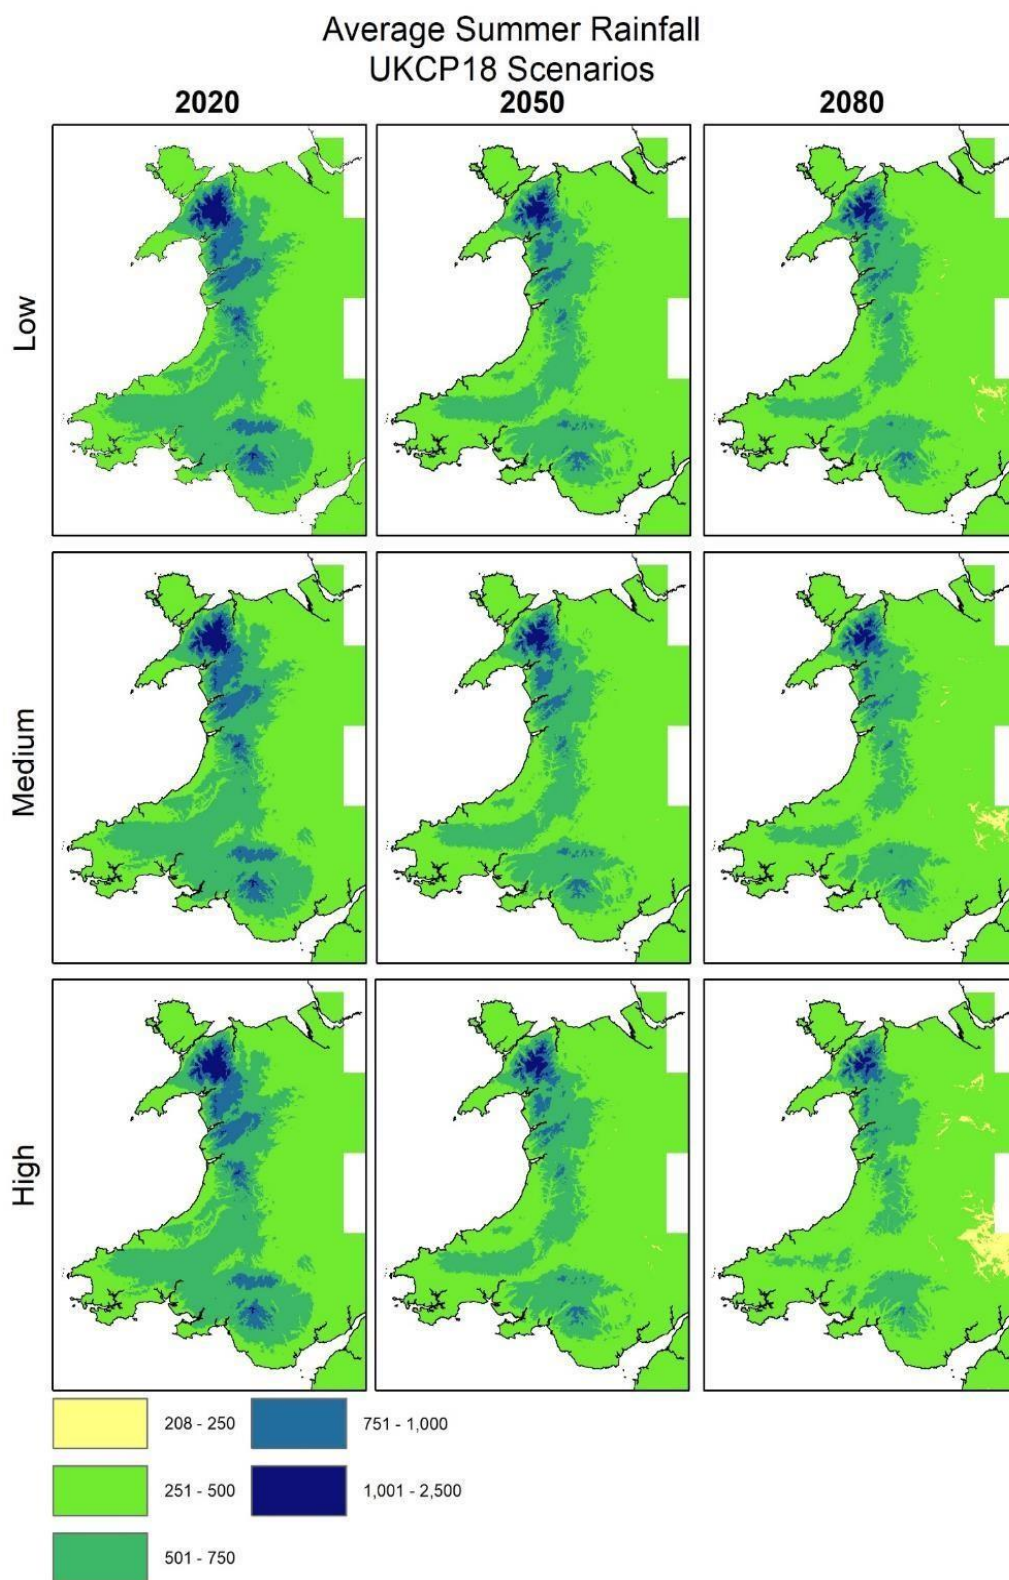 Average Summer Rainfall
UKCP18 Scenarios
2020 2050 2080
Low
Medium
High
208 - 250 751 - 1,000
251 - 500 1,001 - 2,500
501 - 750